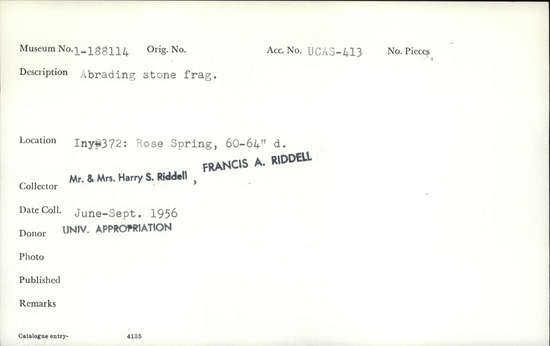 Museum No. 1-188114 Orig. No. Acc. No. UCAS-413 No. Pieces
Description Abrading stone frag.
Location Iny-372: Rose Spring, 60-64" d.
Collector Mr. & Mrs. Harry S. Riddell, FRANCIS A. RIDDELL
Date Coll. June-Sept. 1956
Donor UNIV. APPROPRIATION
Photo
Published
Remarks
Catalogue entry- 4135